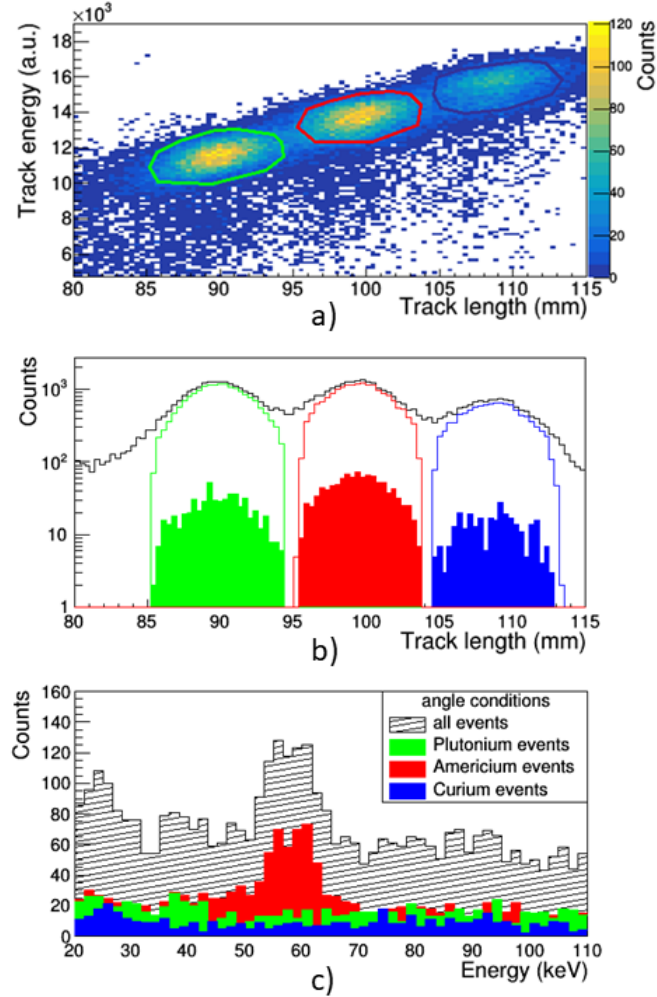 ×10³
Track energy (a.u.)
18
16
14
12
10
8
6
120
100
80
60
40
20
0
Counts
80 85 90 95 100 105 110 115
Track length (mm)
a)
Counts
10³
10²
10
1
80 85 90 95 100 105 110 115
Track length (mm)
b)
Counts
160
140
120
100
80
60
40
20
0
angle conditions
all events
Plutonium events
Americium events
Curium events
20 30 40 50 60 70 80 90 100 110
Energy (keV)
c)